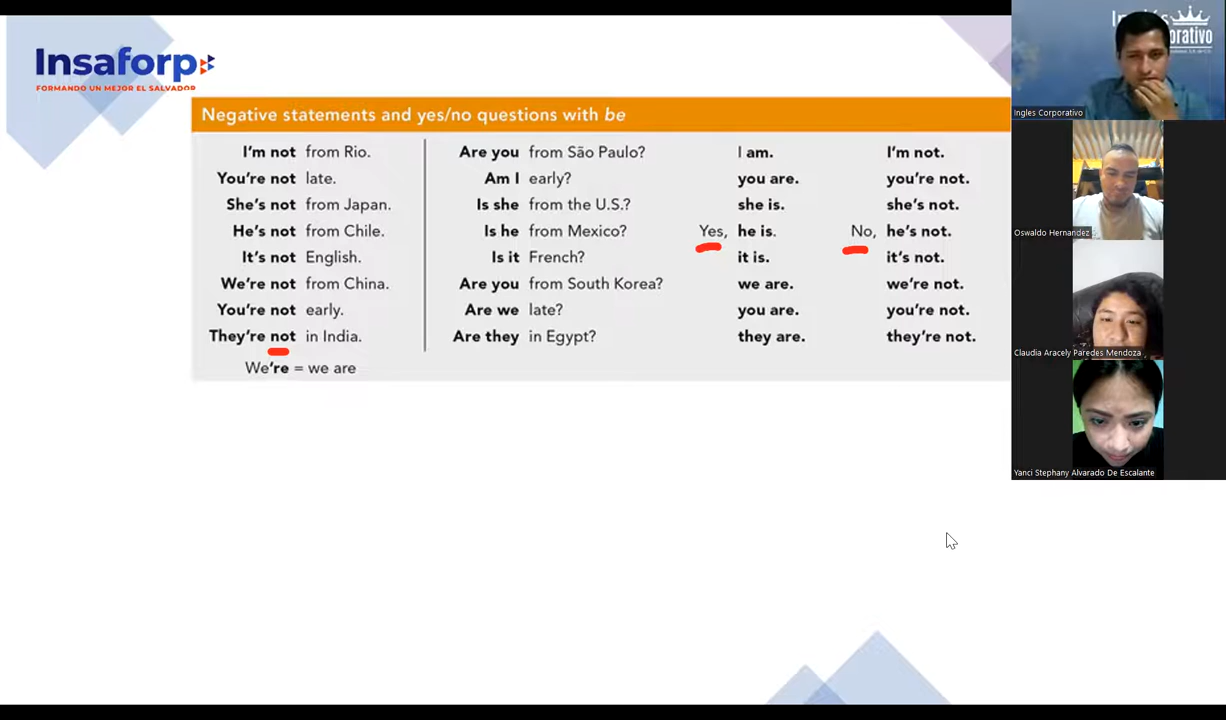 Insaforp
FORMANDO UN MEJOR EL SALVADOR
Negative statements and yes/no questions with be
I'm not from Rio. Are you from São Paulo? I am. I'm not.
You're not late. Am I early? you are. you're not.
She's not from Japan. Is she from the U.S.? she is. she's not.
He's not from Chile. Is he from Mexico? Yes, he is. No, he's not.
It's not English. Is it French? it is. it's not.
We're not from China. Are you from South Korea? we are. we're not.
You're not early. Are we late? you are. you're not.
They're not in India. Are they in Egypt? they are. they're not.
We're = we are
Ingles Corporativo
Oswaldo Hernandez
Claudia Aracely Paredes Mendoza
Yanci Stephany Alvarado De Escalante